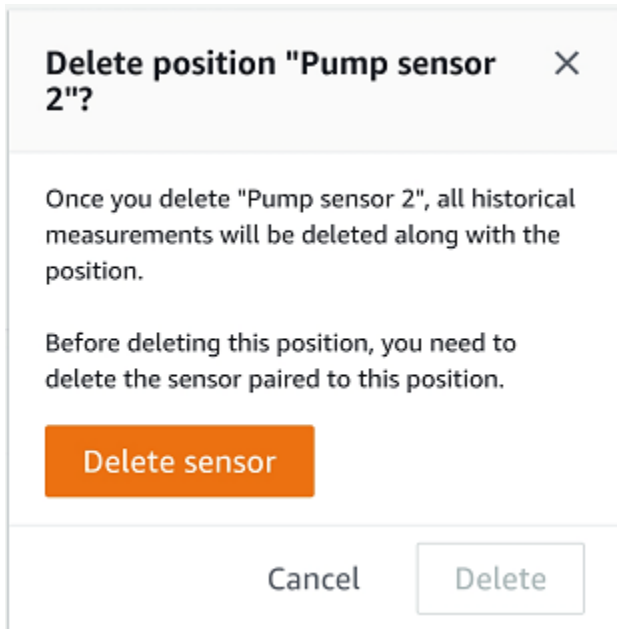 Delete position "Pump sensor
2"?
Once you delete "Pump sensor 2", all historical
measurements will be deleted along with the
position.
Before deleting this position, you need to
delete the sensor paired to this position.
Delete sensor
Cancel
Delete